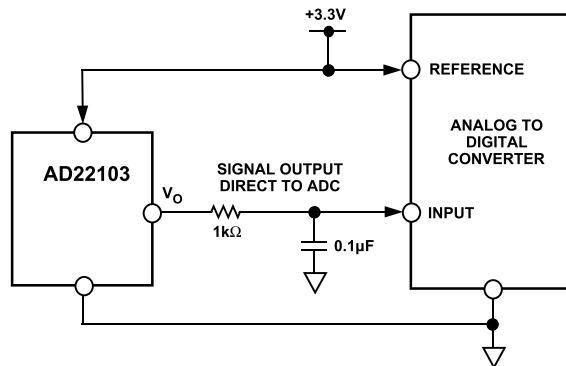 +3.3V
REFERENCE
ANALOG TO
DIGITAL
CONVERTER
AD22103
SIGNAL OUTPUT
DIRECT TO ADC
VO
INPUT
1kΩ
0.1µF